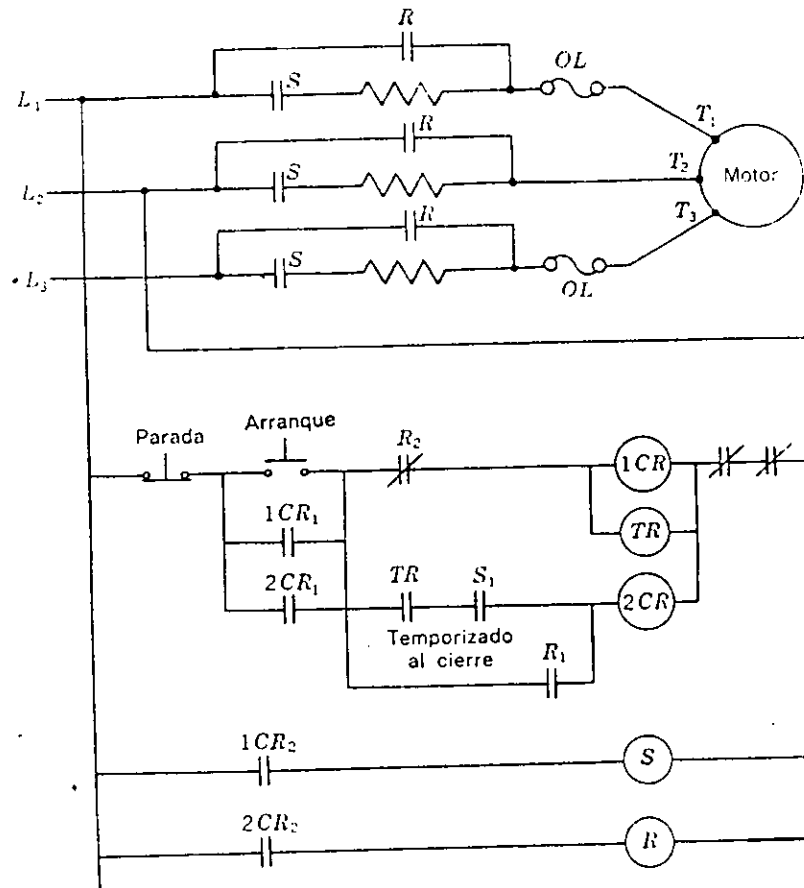 R
OL
L₁
S
T₁
R
T₂
Motor
L₂
S
R
T₃
L₃
S
OL
Arranque
Parada
R₂
1CR
1CR₁
TR
2CR₁
TR
S₁
2CR
Temporizado
al cierre
R₁
1CR₂
S
2CR₂
R